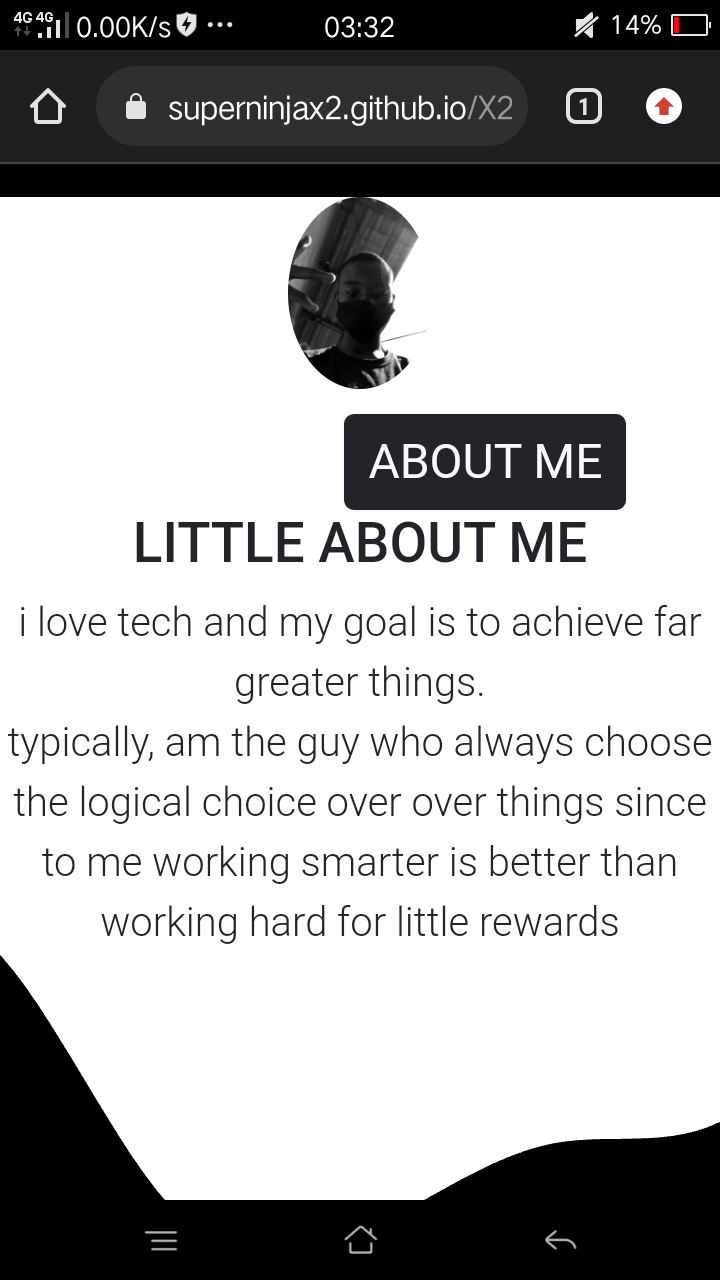 4G 4G 0.00K/s ... 03:32 14%
superninjax2.github.io/X2 1
ABOUT ME
LITTLE ABOUT ME
i love tech and my goal is to achieve far
greater things.
typically, am the guy who always choose
the logical choice over over things since
to me working smarter is better than
working hard for little rewards